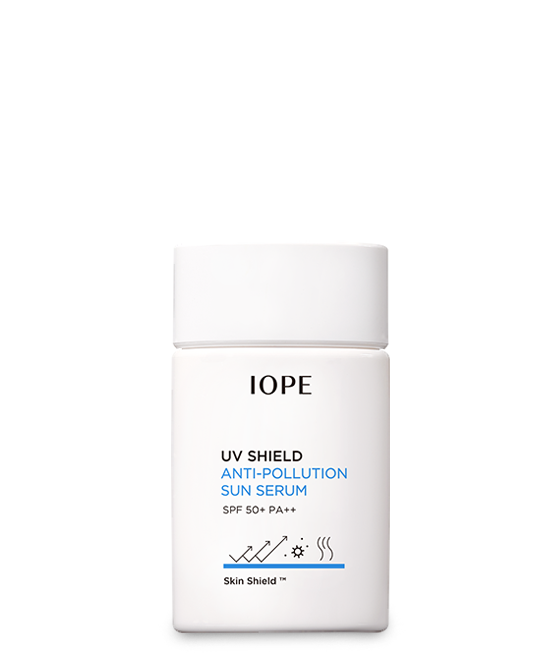 IOPE
UV SHIELD
ANTI-POLLUTION
SUN SERUM
SPF 50+ PA++
Skin Shield ™